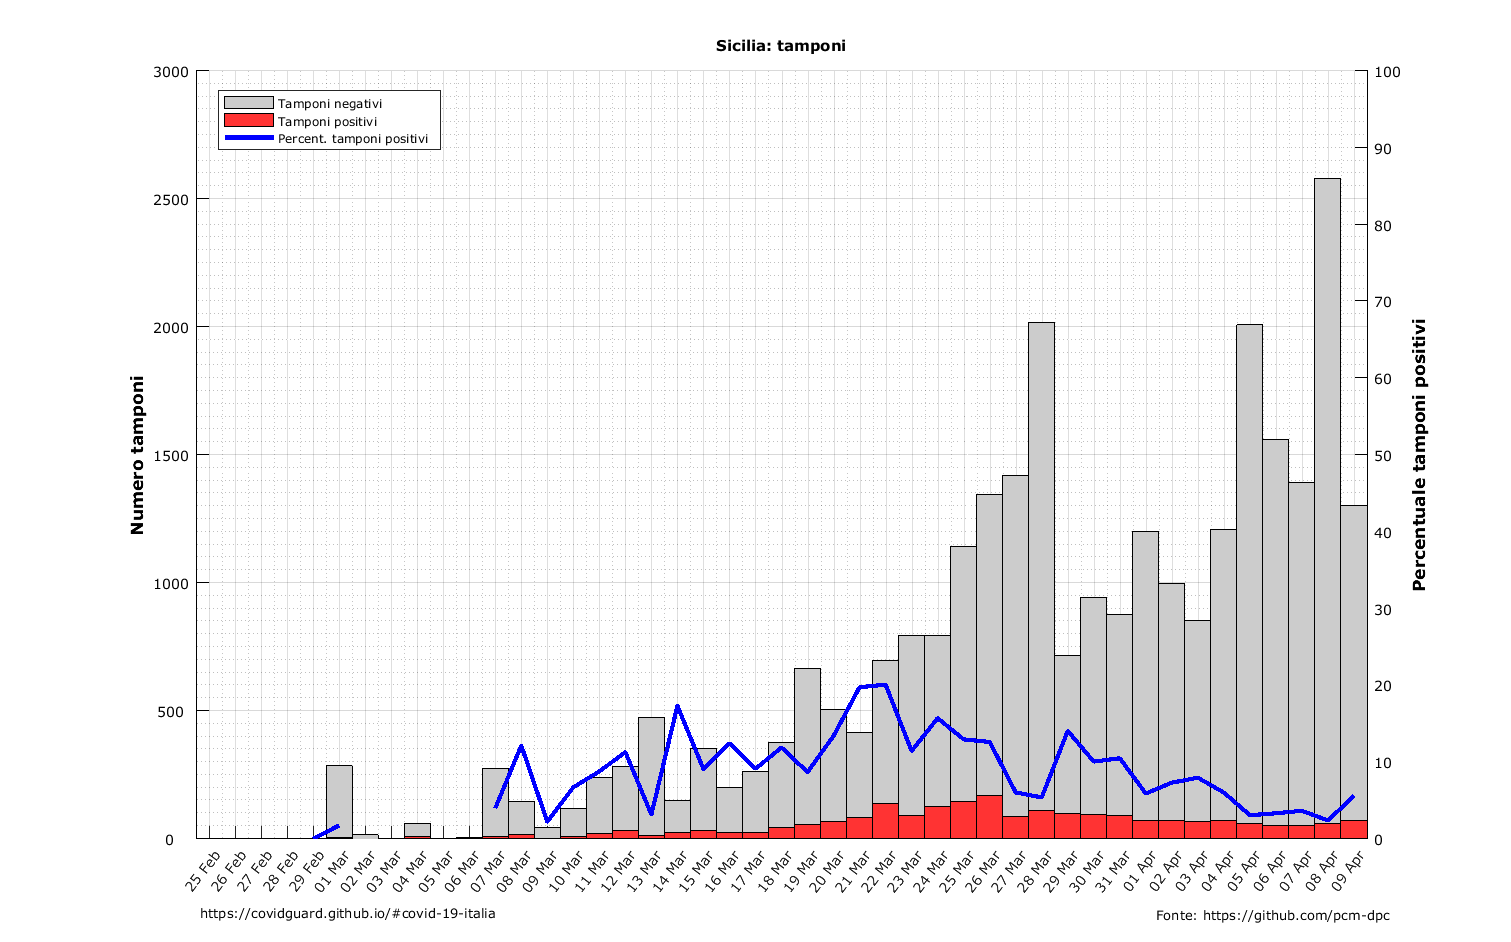 Sicilia: tamponi
3000
2500
2000
1500
1000
500
0
Numero tamponi
Tamponi negativi
Tamponi positivi
Percent. tamponi positivi
100
90
80
70
60
50
40
30
20
10
0
Percentuale tamponi positivi
25 Feb
26 Feb
27 Feb
28 Feb
29 Feb
01 Mar
02 Mar
03 Mar
04 Mar
05 Mar
06 Mar
07 Mar
08 Mar
09 Mar
10 Mar
11 Mar
12 Mar
13 Mar
14 Mar
15 Mar
16 Mar
17 Mar
18 Mar
19 Mar
20 Mar
21 Mar
22 Mar
23 Mar
24 Mar
25 Mar
26 Mar
27 Mar
28 Mar
29 Mar
30 Mar
31 Mar
01 Apr
02 Apr
03 Apr
04 Apr
05 Apr
06 Apr
07 Apr
08 Apr
09 Apr
https://covidguard.github.io/#covid-19-italia
Fonte: https://github.com/pcm-dpc